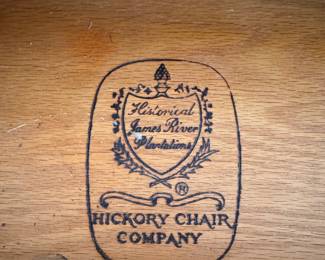 Historical
James River
Plantations
®
HICKORY CHAIR
COMPANY